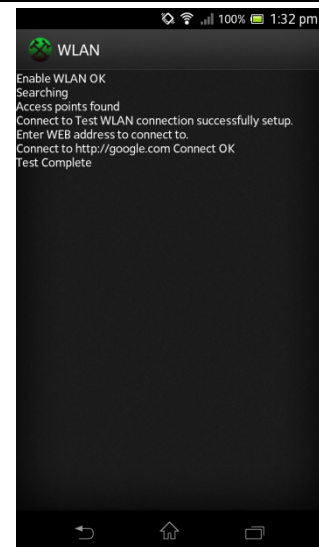 100% 1:32 pm
WLAN
Enable WLAN OK
Searching
Access points found
Connect to Test WLAN connection successfully setup.
Enter WEB address to connect to.
Connect to http://google.com Connect OK
Test Complete